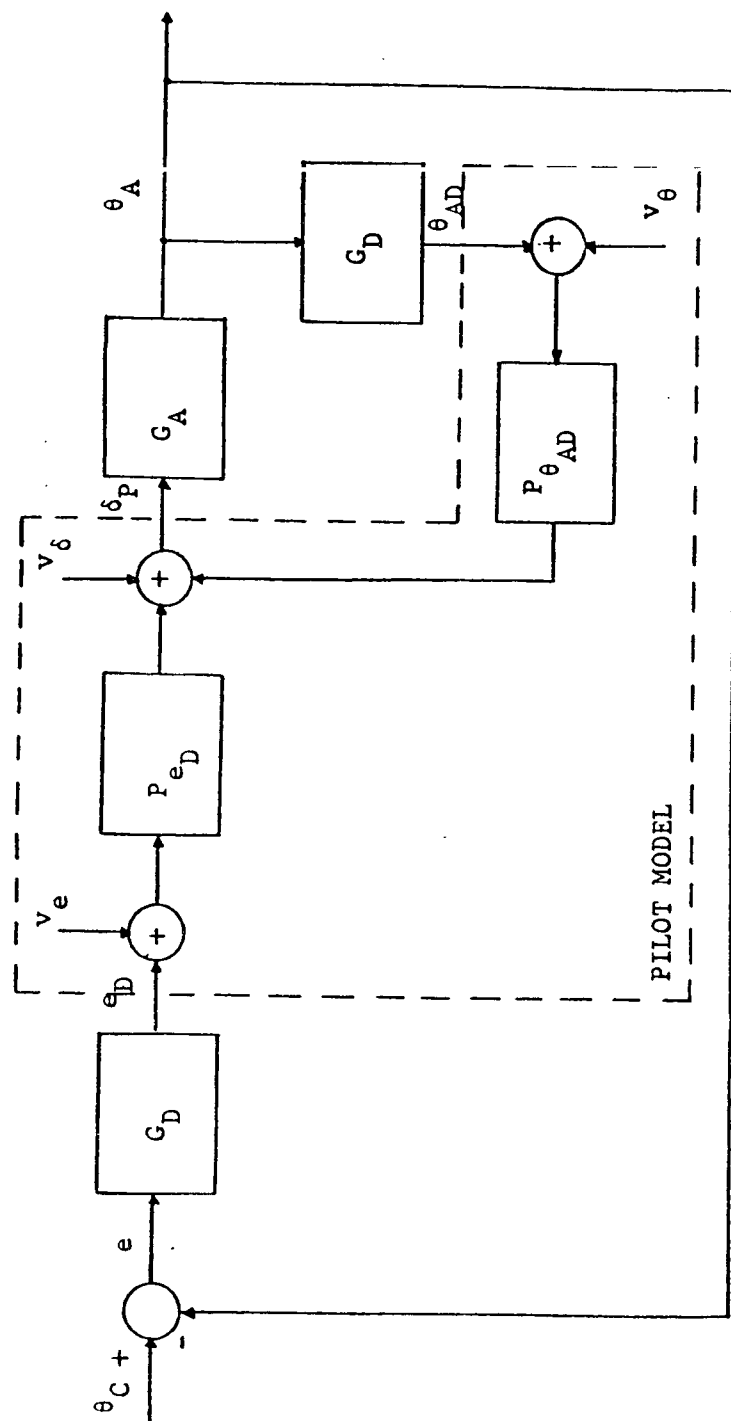 θC +
-
e
GD
eD
ve
+
PeD
vδ
+
δP
GA
θA
GD
θAD
+
vθ
PθAD
PILOT MODEL